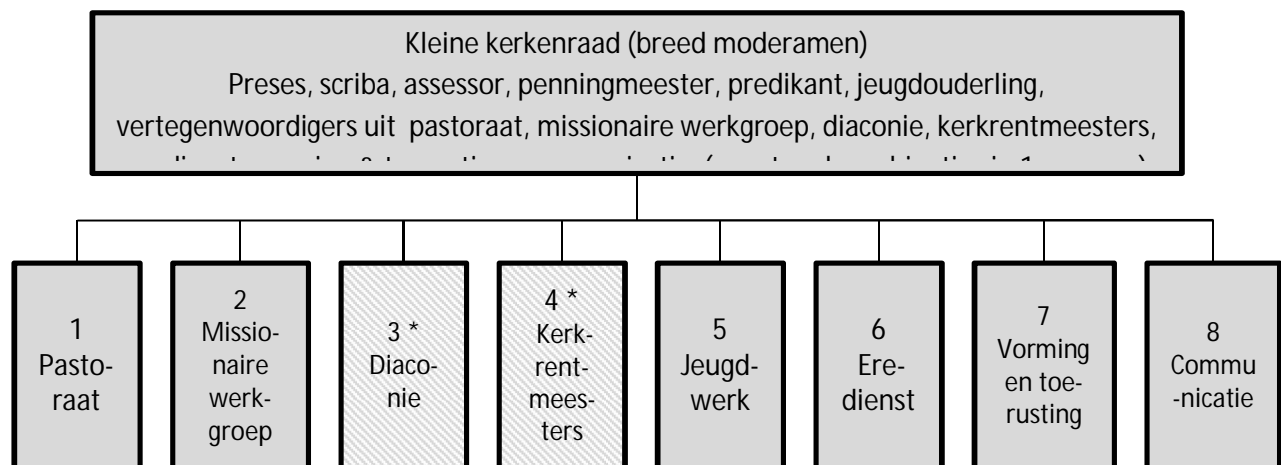 Kleine kerkenraad (breed moderamen)
Preses, scriba, assessor, penningmeester, predikant, jeugdouderling,
vertegenwoordigers uit pastoraat, missionaire werkgroep, diaconie, kerkrentmeesters,
1
Pasto-
raat
2
Missio-
naire
werk-
groep
3 *
Diaco-
nie
4 *
Kerk-
rent-
mees-
ters
5
Jeugd-
werk
6
Ere-
dienst
7
Vorming
en toe-
rusting
8
Commu
-nicatie